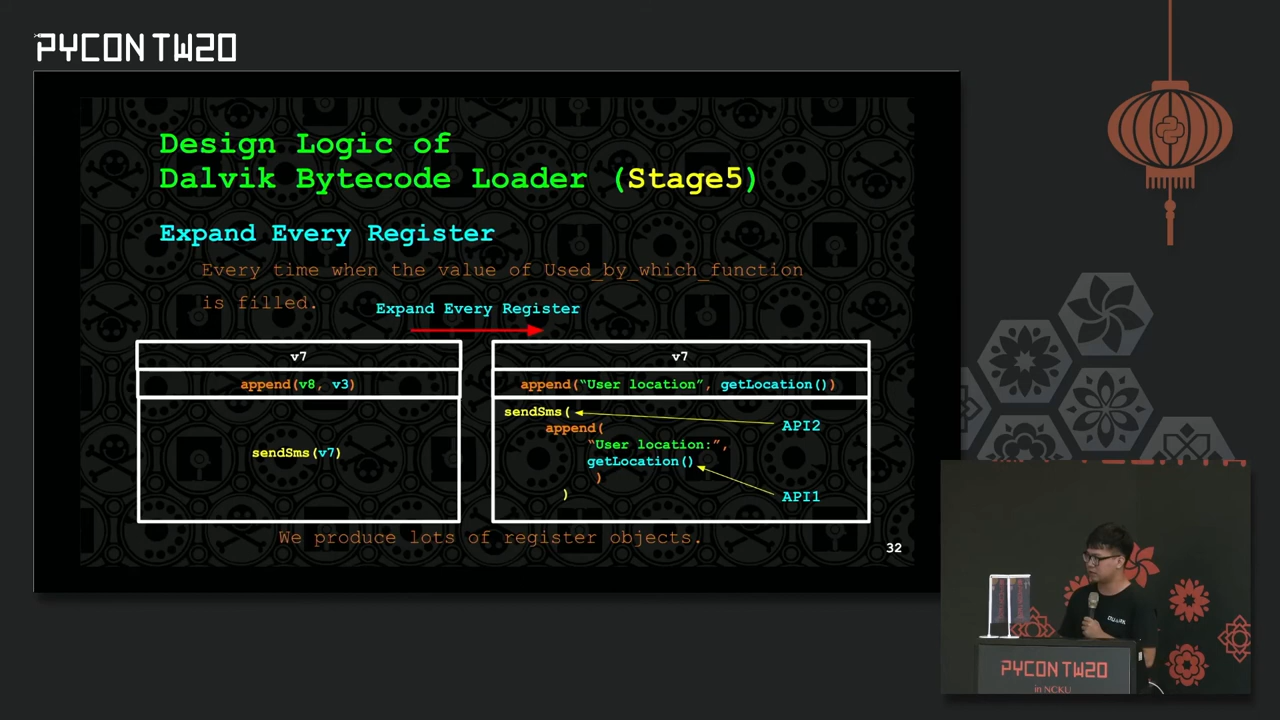 PYCON TW20
Design Logic of
Dalvik Bytecode Loader (Stage5)
Expand Every Register
Every time when the value of Used_by_which_function
is filled.
Expand Every Register
v7
append(v8, v3)
sendSms(v7)
v7
append(“User location”, getLocation())
sendSms(
append(
“User location:”,
getLocation()
)
)
API2
API1
We produce lots of register objects.
32
PYCON TW20
in NCKU